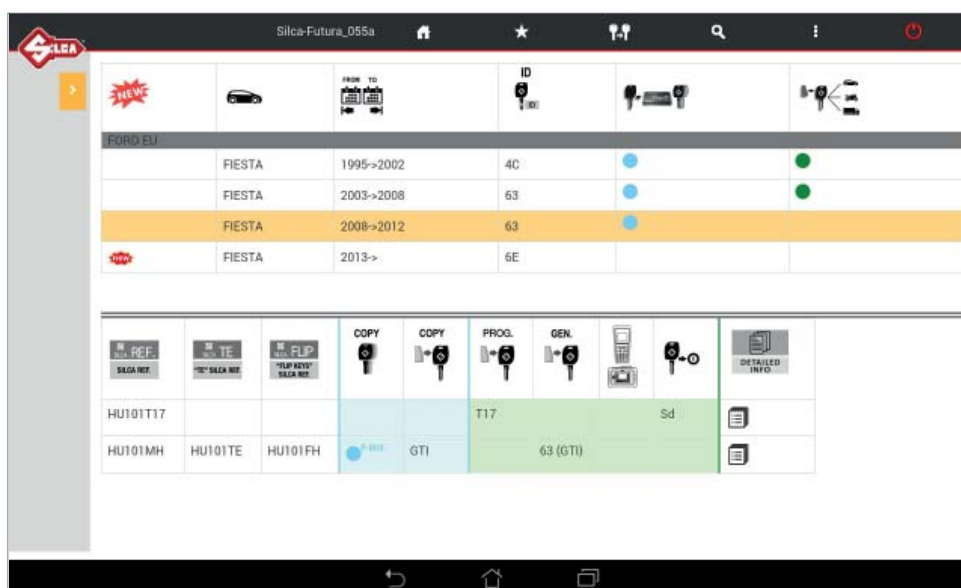 SILCA
Silca-Futura_055a
NEW
FROM TO
ID
ID
FORD EU
FIESTA 1995->2002 4C
FIESTA 2003->2008 63
FIESTA 2008->2012 63
NEW FIESTA 2013-> 6E
REF.
SILCA REF.
TE
"TE" SILCA REF.
FLIP
"FLIP KEYS"
SILCA REF.
COPY
COPY
PROG.
GEN.
DETAILED
INFO
HU101T17 T17 Sd
HU101MH HU101TE HU101FH GTI 63 (GTI)